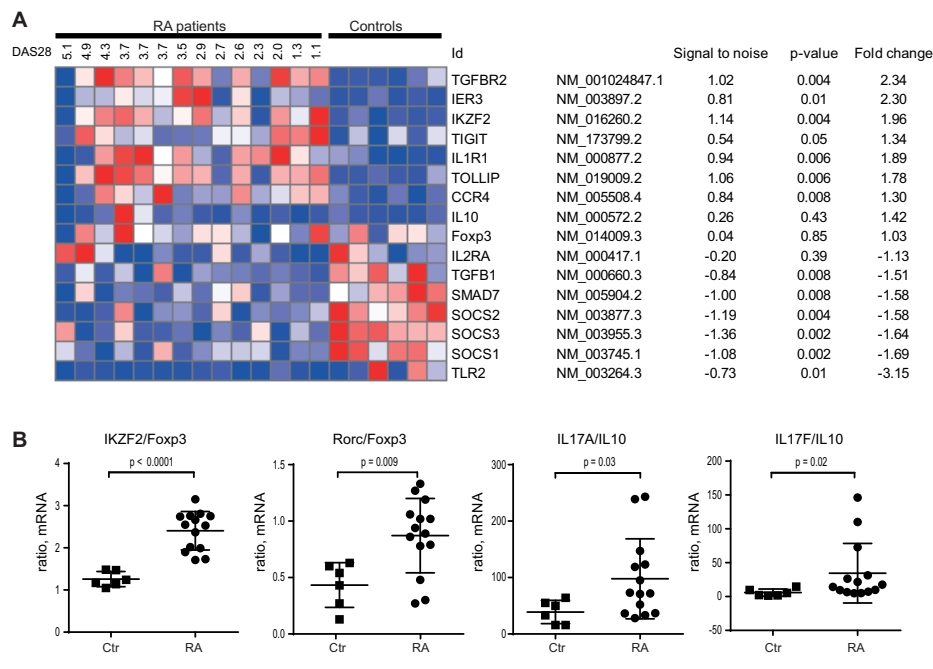 A
RA patients Controls
DAS28 5.1 4.9 4.3 3.7 3.7 3.7 3.5 2.9 2.7 2.6 2.3 2.0 1.3 1.1 Id Signal to noise p-value Fold change
TGFBR2 NM_001024847.1 1.02 0.004 2.34
IER3 NM_003897.2 0.81 0.01 2.30
IKZF2 NM_016260.2 1.14 0.004 1.96
TIGIT NM_173799.2 0.54 0.05 1.34
IL1R1 NM_000877.2 0.94 0.006 1.89
TOLLIP NM_019009.2 1.06 0.006 1.78
CCR4 NM_005508.4 0.84 0.008 1.30
IL10 NM_000572.2 0.26 0.43 1.42
Foxp3 NM_014009.3 0.04 0.85 1.03
IL2RA NM_000417.1 -0.20 0.39 -1.13
TGFB1 NM_000660.3 -0.84 0.008 -1.51
SMAD7 NM_005904.2 -1.00 0.008 -1.58
SOCS2 NM_003877.3 -1.19 0.004 -1.58
SOCS3 NM_003955.3 -1.36 0.002 -1.64
SOCS1 NM_003745.1 -1.08 0.002 -1.69
TLR2 NM_003264.3 -0.73 0.01 -3.15
B
IKZF2/Foxp3
p < 0.0001
ratio, mRNA
4
3
2
1
0
Ctr RA
Rorc/Foxp3
p = 0.009
ratio, mRNA
1.5
1.0
0.5
0.0
Ctr RA
IL17A/IL10
p = 0.03
ratio, mRNA
300
200
100
0
Ctr RA
IL17F/IL10
p = 0.02
ratio, mRNA
200
150
100
50
0
-50
Ctr RA